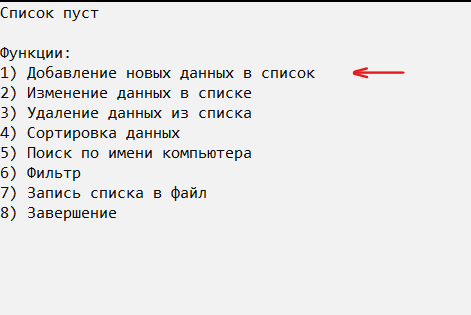 Список пуст
Функции:
1) Добавление новых данных в список
2) Изменение данных в списке
3) Удаление данных из списка
4) Сортировка данных
5) Поиск по имени компьютера
6) Фильтр
7) Запись списка в файл
8) Завершение